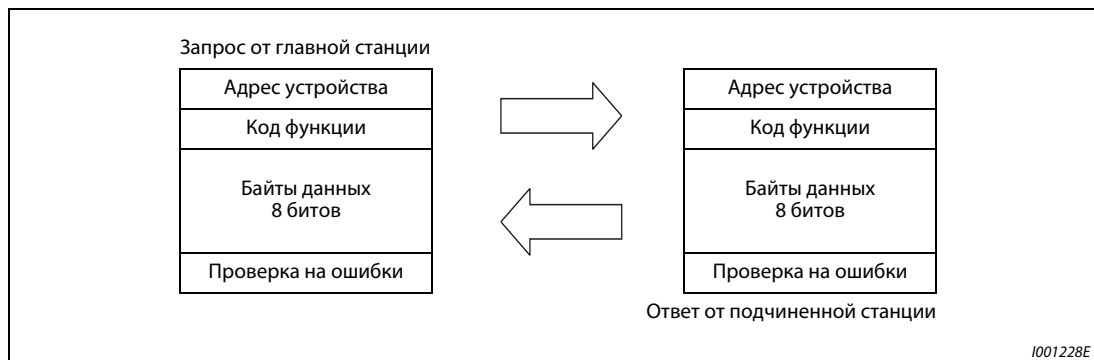 Запрос от главной станции
Адрес устройства
Код функции
Байты данных
8 битов
Проверка на ошибки
Адрес устройства
Код функции
Байты данных
8 битов
Проверка на ошибки
Ответ от подчиненной станции
I001228E